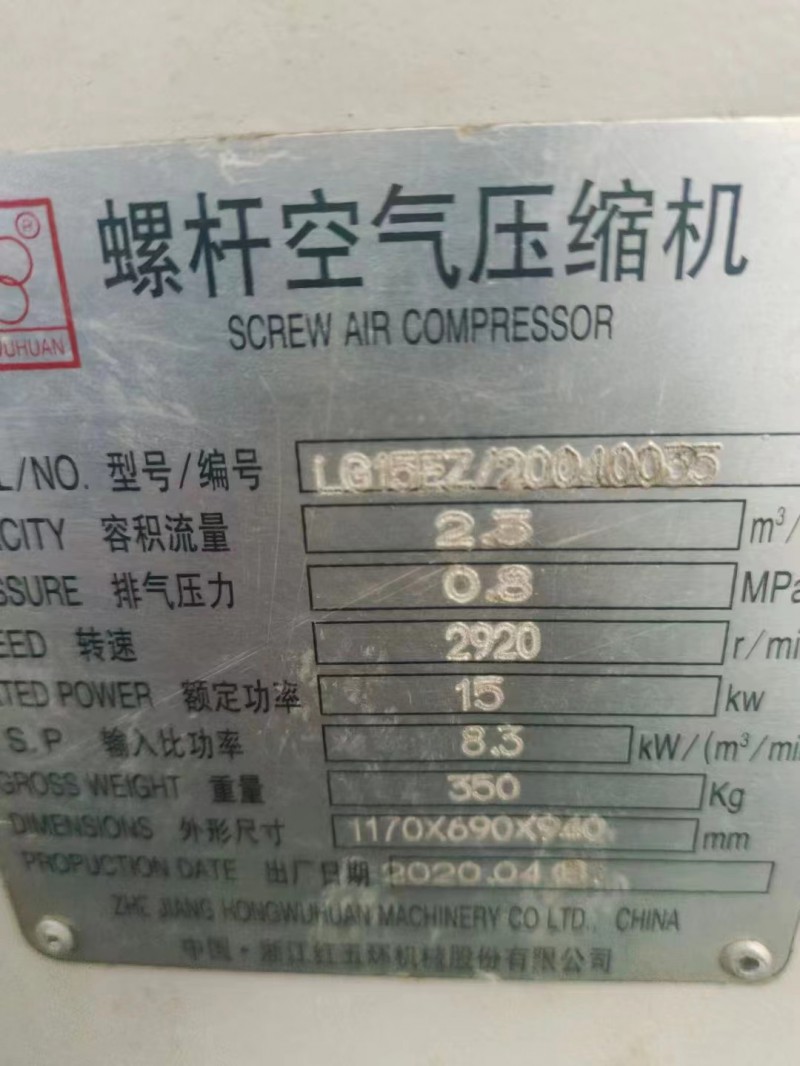 ®
螺杆空气压缩机
UHUAN
SCREW AIR COMPRESSOR
L/NO. 型号/编号 LG15EZ/20040035
CITY 容积流量 2.5 m³/
SSURE 排气压力 0.8 MPa
EED 转速 2920 r/mi
TED POWER 额定功率 15 kw
S.P 输入比功率 8.3 kW/(m³/mi
GROSS WEIGHT 重量 350 Kg
DIMENSIONS 外形尺寸 1170X690X940 mm
PROPUCTION DATE 出厂日期 2020.04
ZHE JIANG HONGWUHUAN MACHINERY CO LTD., CHINA
中国·浙江红五环机械股份有限公司